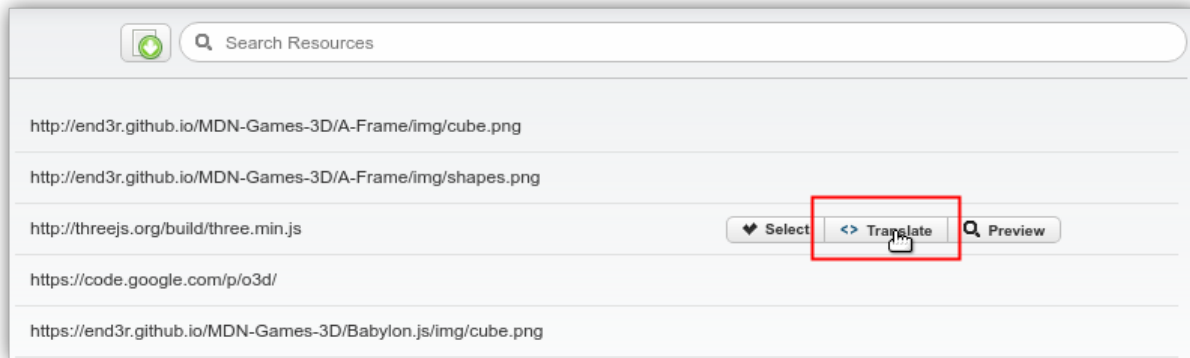 Search Resources
http://end3r.github.io/MDN-Games-3D/A-Frame/img/cube.png
http://end3r.github.io/MDN-Games-3D/A-Frame/img/shapes.png
http://threejs.org/build/three.min.js Select <> Translate Preview
https://code.google.com/p/o3d/
https://end3r.github.io/MDN-Games-3D/Babylon.js/img/cube.png